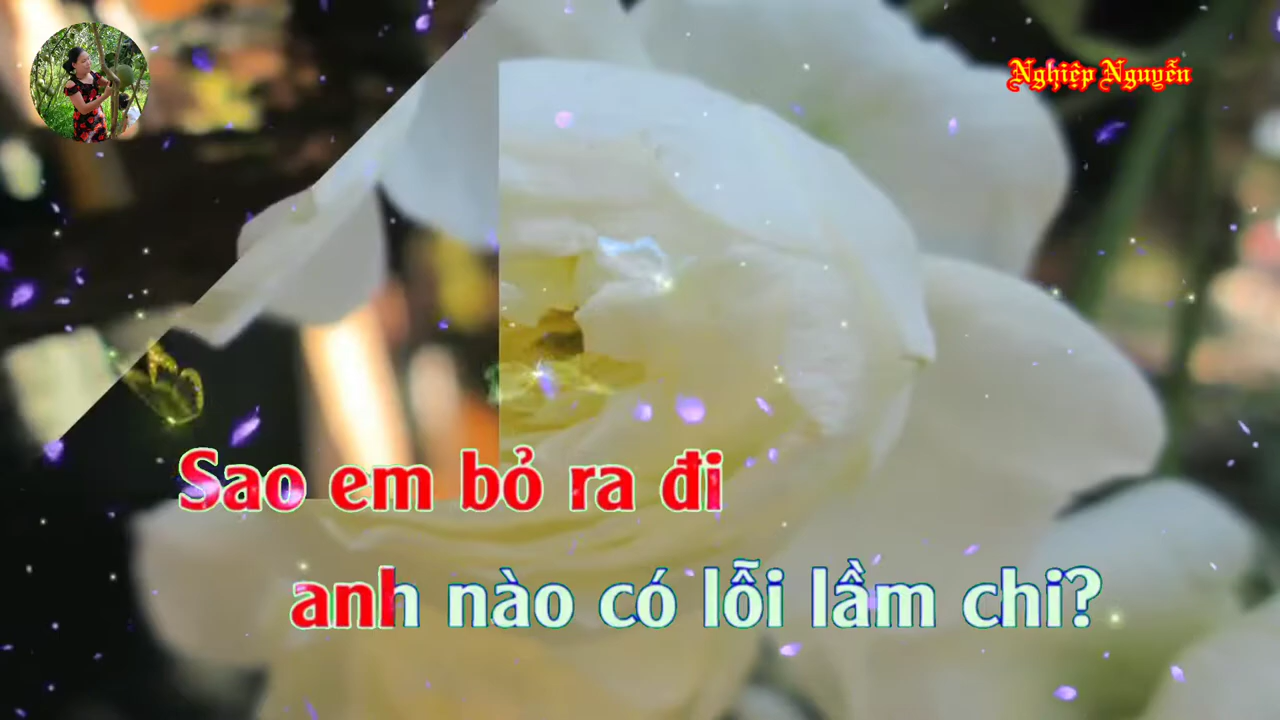 Nghiệp Nguyễn
Sao em bỏ ra đi
anh nào có lỗi lầm chi?